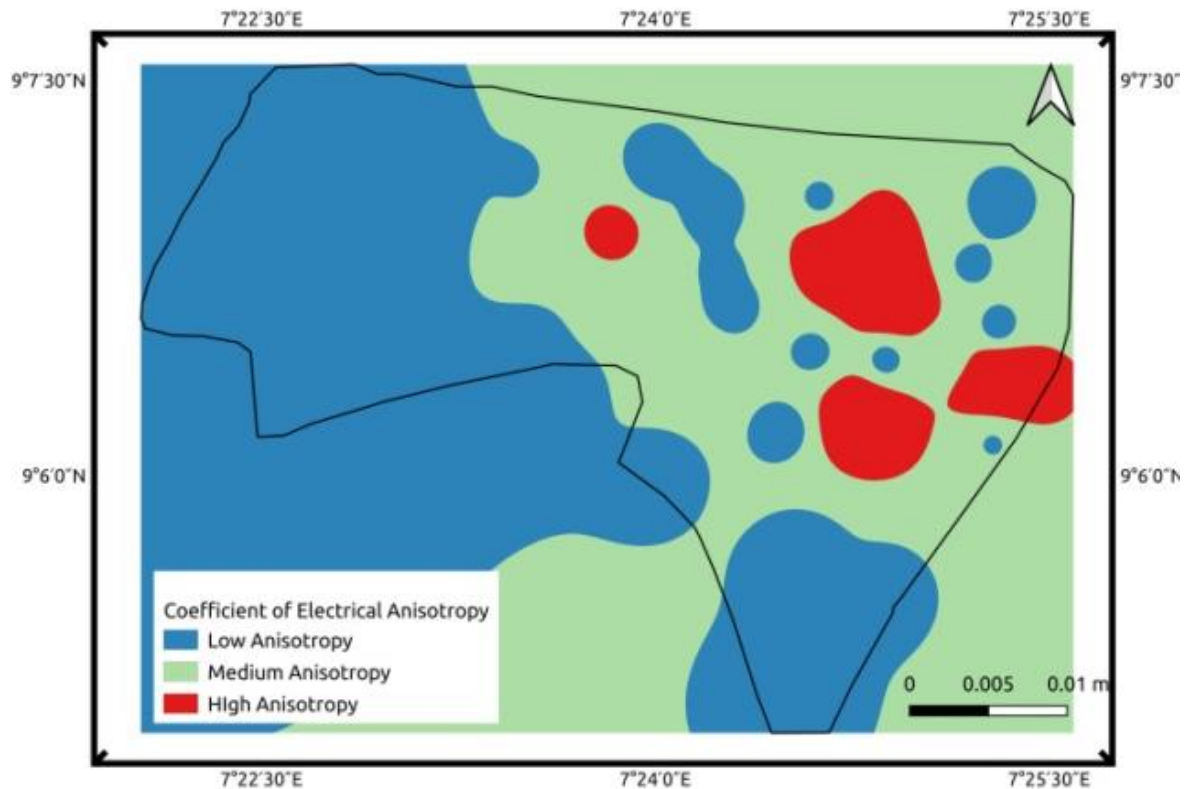 7°22′30″E 7°24′0″E 7°25′30″E
9°7′30″N 9°7′30″
9°6′0″N 9°6′0″N
Coefficient of Electrical Anisotropy
Low Anisotropy
Medium Anisotropy
HIgh Anisotropy
0 0.005 0.01 m
7°22′30″E 7°24′0″E 7°25′30″E